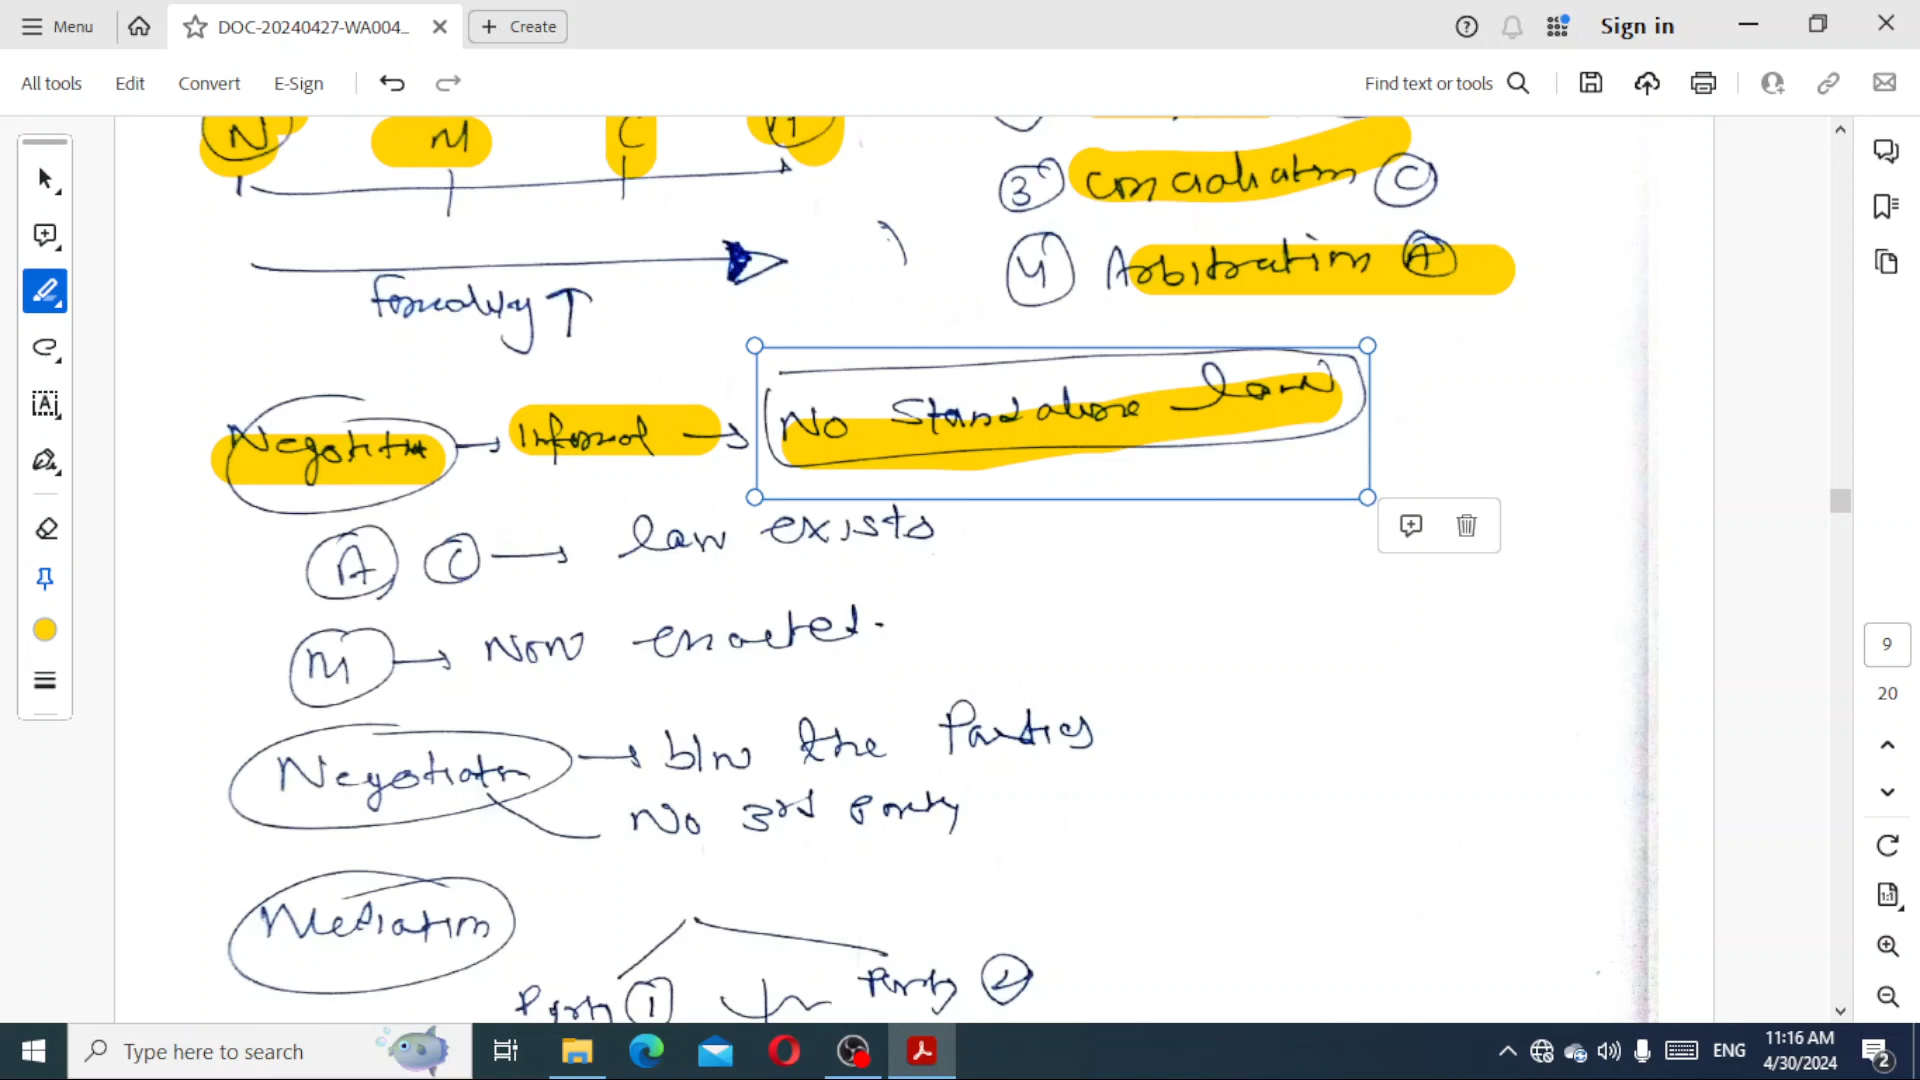 Menu
DOC-20240427-WA004...
Create
Sign in
All tools
Edit
Convert
E-Sign
Find text or tools
N M C
3 Conciliation C
4 Arbitration A
Formality ↑
Negotiation → Informal → No Standalone law
A C → law exists
M → Now enacted.
Negotiation → b/w the Parties
No 3rd Party
Mediation
Party 1 Party 2
9
20
Type here to search
ENG
11:16 AM
4/30/2024
2